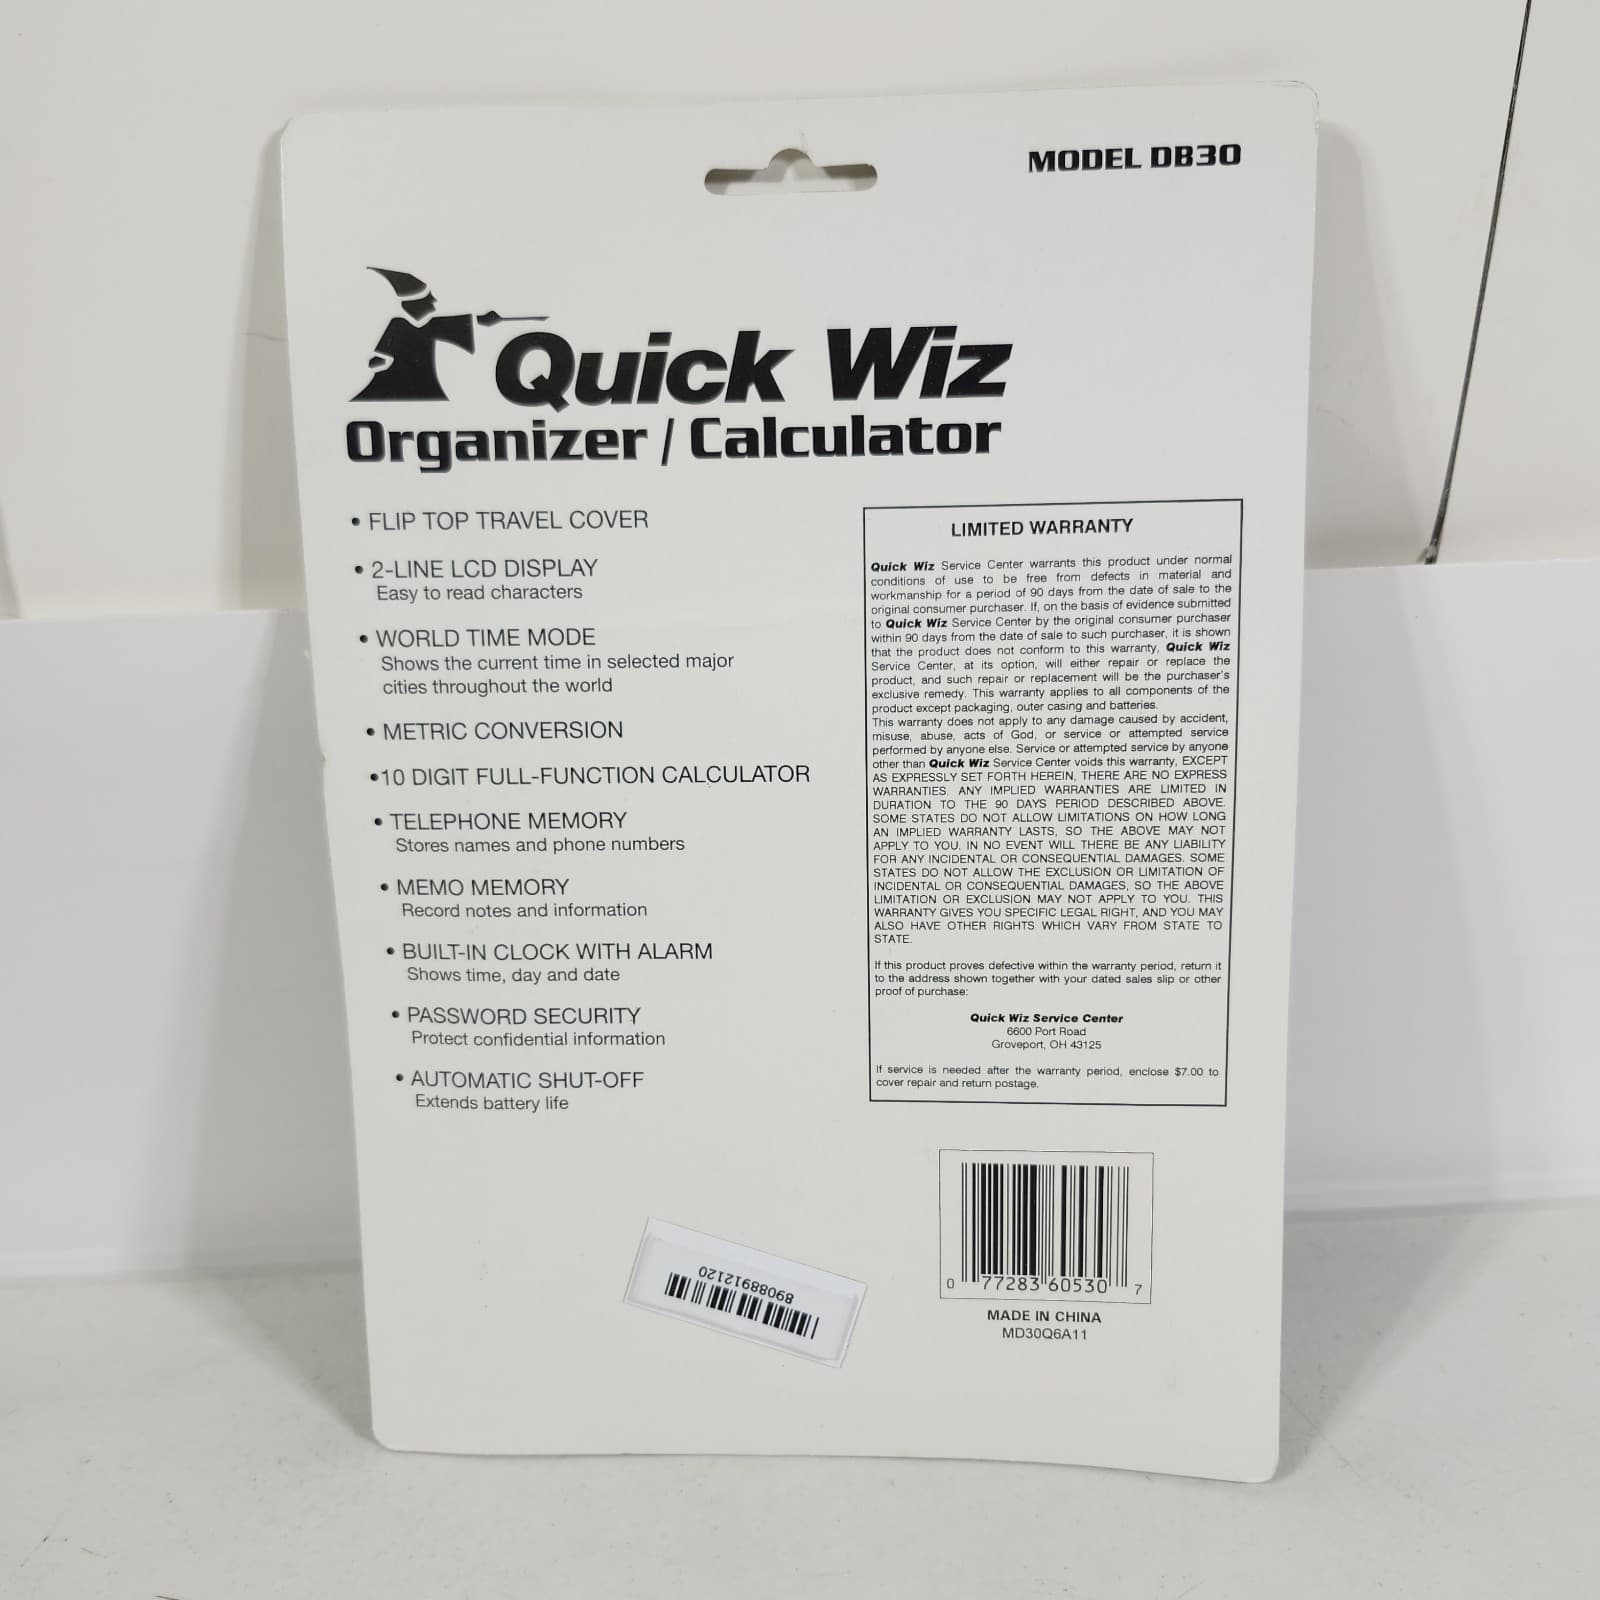 MODEL DB30
Quick Wiz
Organizer / Calculator
• FLIP TOP TRAVEL COVER
• 2-LINE LCD DISPLAY
Easy to read characters
• WORLD TIME MODE
Shows the current time in selected major
cities throughout the world
• METRIC CONVERSION
•10 DIGIT FULL-FUNCTION CALCULATOR
• TELEPHONE MEMORY
Stores names and phone numbers
• MEMO MEMORY
Record notes and information
• BUILT-IN CLOCK WITH ALARM
Shows time, day and date
• PASSWORD SECURITY
Protect confidential information
• AUTOMATIC SHUT-OFF
Extends battery life
LIMITED WARRANTY
Quick Wiz Service Center warrants this product under normal
conditions of use to be free from defects in material and
workmanship for a period of 90 days from the date of sale to the
original consumer purchaser. If, on the basis of evidence submitted
to Quick Wiz Service Center by the original consumer purchaser
within 90 days from the date of sale to such purchaser, it is shown
that the product does not conform to this warranty, Quick Wiz
Service Center, at its option, will either repair or replace the
product, and such repair or replacement will be the purchaser's
exclusive remedy. This warranty applies to all components of the
product except packaging, outer casing and batteries.
This warranty does not apply to any damage caused by accident,
misuse, abuse, acts of God, or service or attempted service
performed by anyone else. Service or attempted service by anyone
other than Quick Wiz Service Center voids this warranty, EXCEPT
AS EXPRESSLY SET FORTH HEREIN, THERE ARE NO EXPRESS
WARRANTIES. ANY IMPLIED WARRANTIES ARE LIMITED IN
DURATION TO THE 90 DAYS PERIOD DESCRIBED ABOVE.
SOME STATES DO NOT ALLOW LIMITATIONS ON HOW LONG
AN IMPLIED WARRANTY LASTS, SO THE ABOVE MAY NOT
APPLY TO YOU. IN NO EVENT WILL THERE BE ANY LIABILITY
FOR ANY INCIDENTAL OR CONSEQUENTIAL DAMAGES. SOME
STATES DO NOT ALLOW THE EXCLUSION OR LIMITATION OF
INCIDENTAL OR CONSEQUENTIAL DAMAGES, SO THE ABOVE
LIMITATION OR EXCLUSION MAY NOT APPLY TO YOU. THIS
WARRANTY GIVES YOU SPECIFIC LEGAL RIGHT, AND YOU MAY
ALSO HAVE OTHER RIGHTS WHICH VARY FROM STATE TO
STATE.
If this product proves defective within the warranty period, return it
to the address shown together with your dated sales slip or other
proof of purchase:
Quick Wiz Service Center
6600 Port Road
Groveport, OH 43125
If service is needed after the warranty period, enclose $7.00 to
cover repair and return postage.
0 77283 60530 7
MADE IN CHINA
MD30Q6A11
8908889121​20